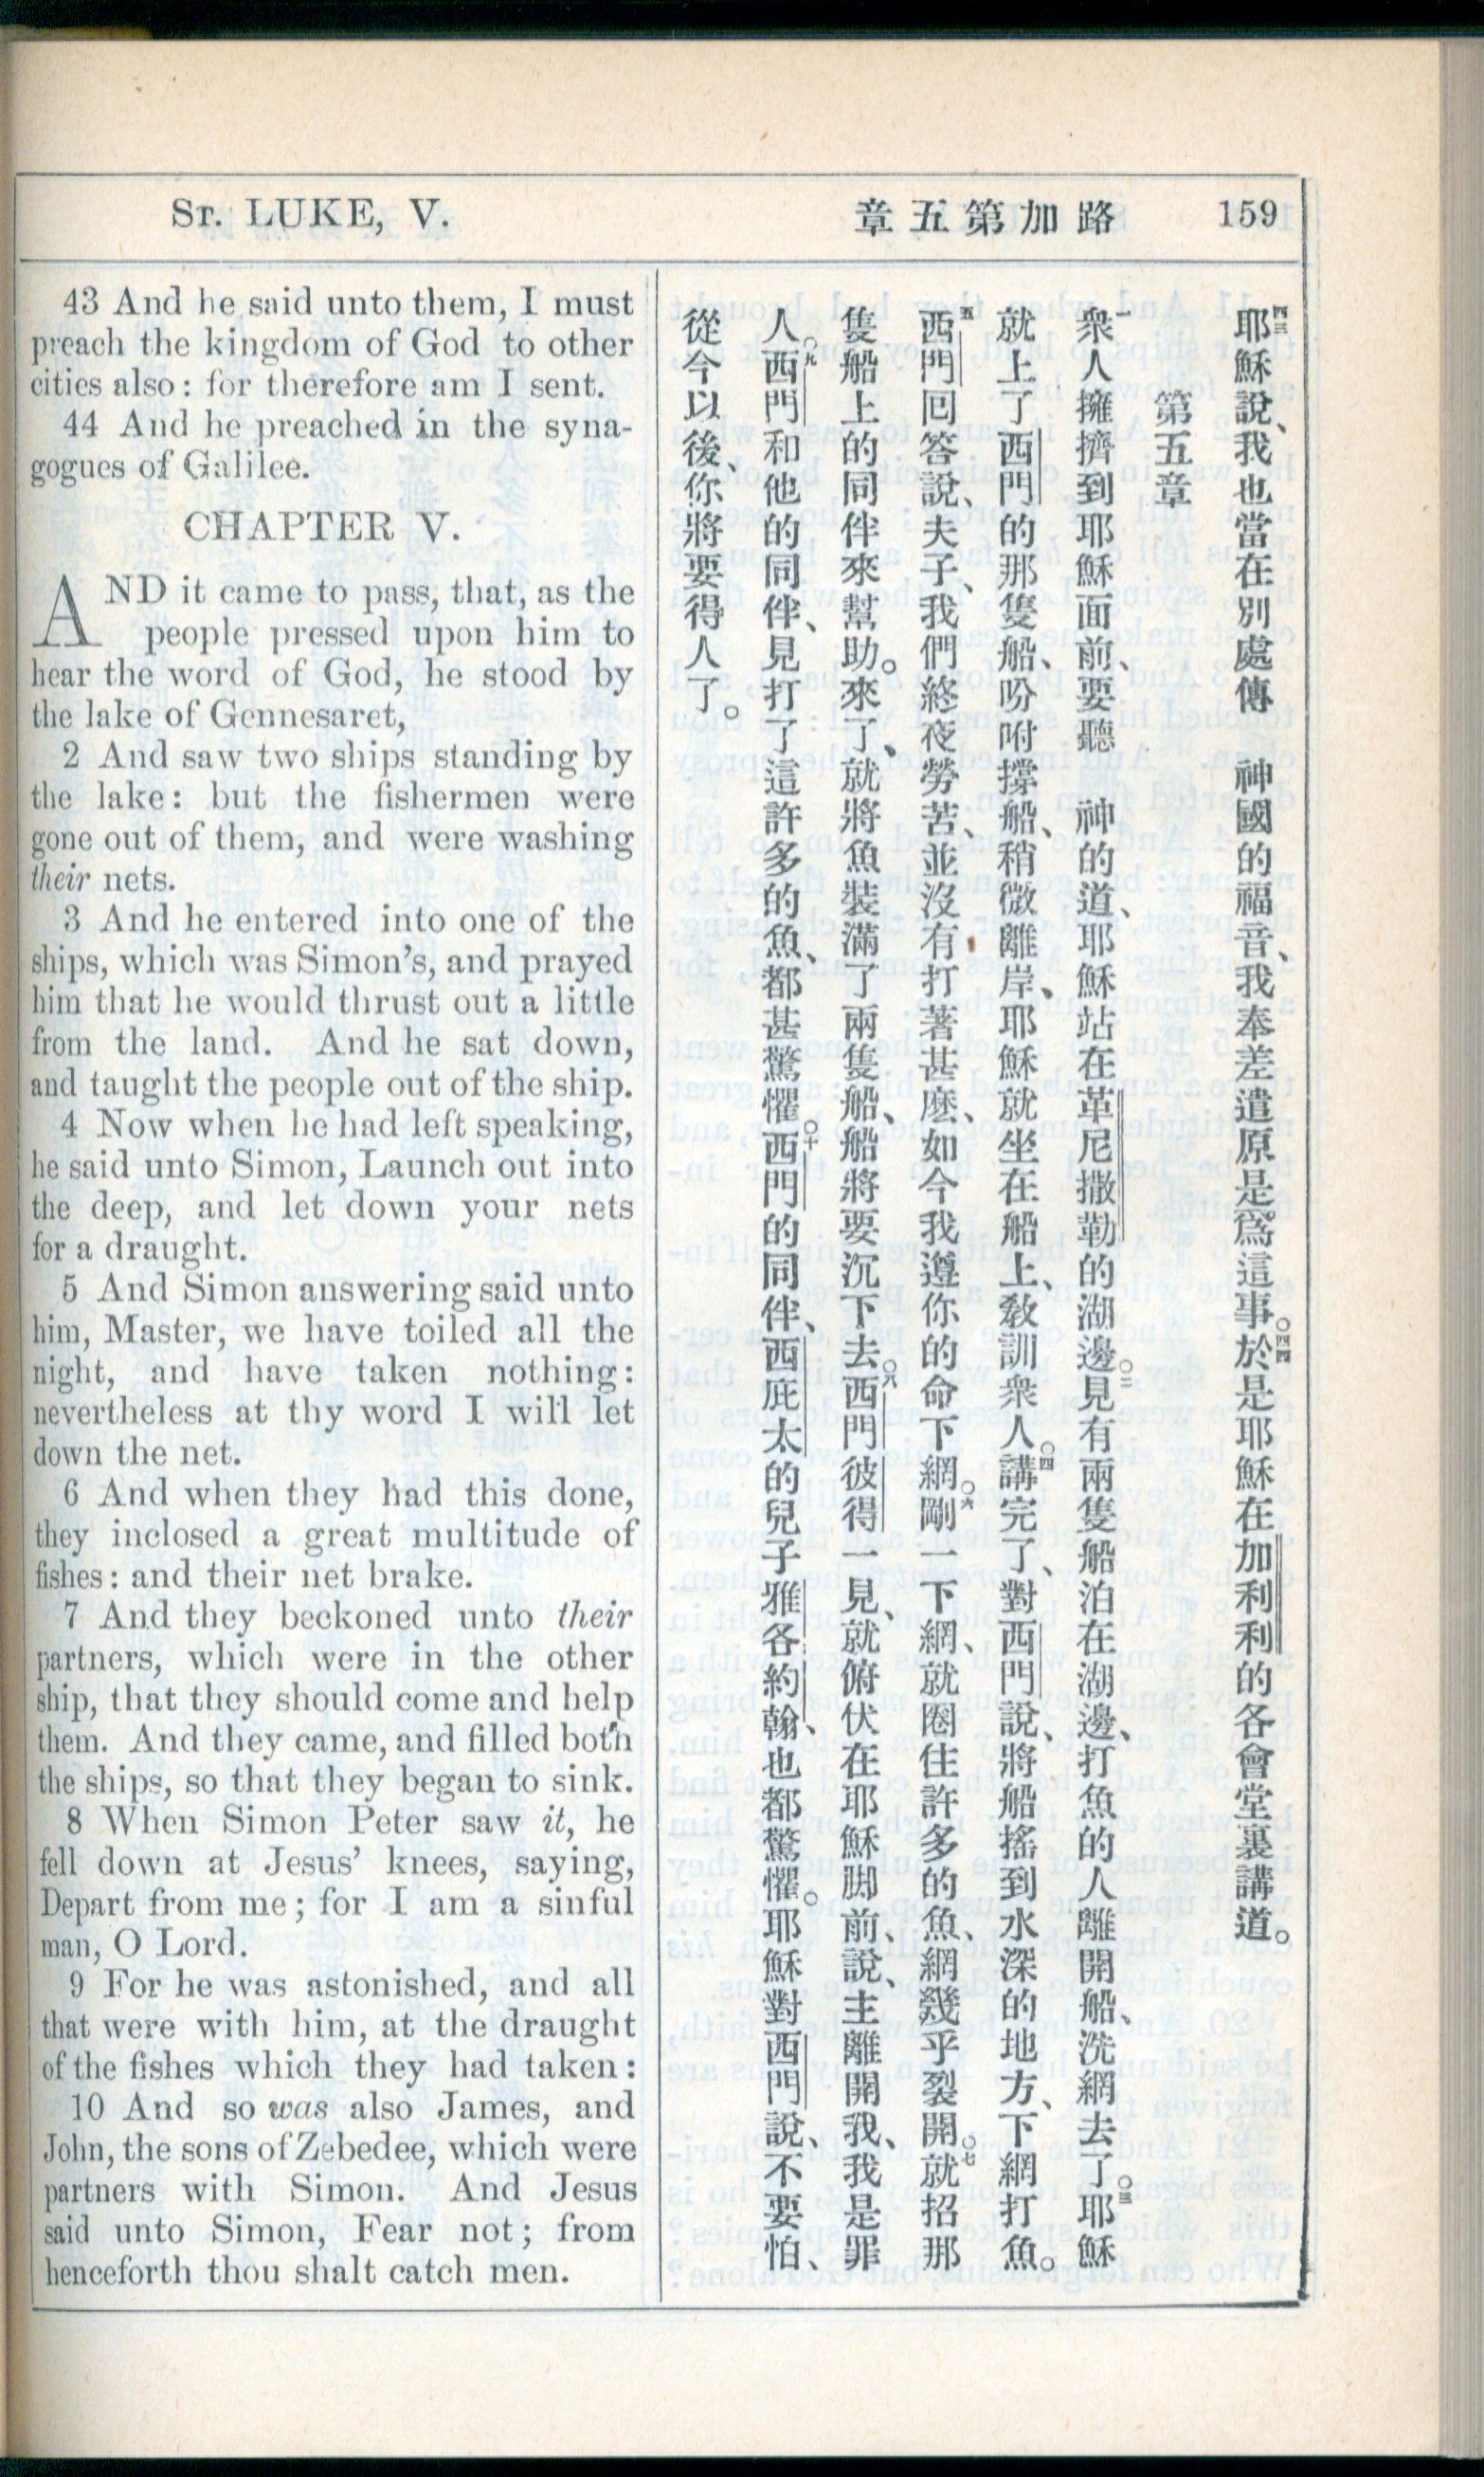 St. LUKE, V.
章五第加路
159
43 And he said unto them, I must
preach the kingdom of God to other
cities also: for therefore am I sent.
44 And he preached in the syna-
gogues of Galilee.
CHAPTER V.
AND it came to pass, that, as the
people pressed upon him to
hear the word of God, he stood by
the lake of Gennesaret,
2 And saw two ships standing by
the lake: but the fishermen were
gone out of them, and were washing
their nets.
3 And he entered into one of the
ships, which was Simon's, and prayed
him that he would thrust out a little
from the land. And he sat down,
and taught the people out of the ship.
4 Now when he had left speaking,
he said unto Simon, Launch out into
the deep, and let down your nets
for a draught.
5 And Simon answering said unto
him, Master, we have toiled all the
night, and have taken nothing:
nevertheless at thy word I will let
down the net.
6 And when they had this done,
they inclosed a great multitude of
fishes: and their net brake.
7 And they beckoned unto their
partners, which were in the other
ship, that they should come and help
them. And they came, and filled both
the ships, so that they began to sink.
8 When Simon Peter saw it, he
fell down at Jesus' knees, saying,
Depart from me; for I am a sinful
man, O Lord.
9 For he was astonished, and all
that were with him, at the draught
of the fishes which they had taken:
10 And so was also James, and
John, the sons of Zebedee, which were
partners with Simon. And Jesus
said unto Simon, Fear not; from
henceforth thou shalt catch men.
四三耶穌說、我也當在別處傳　神國的福音、我奉差遣原是爲這事。四四於是耶穌在加利利的各會堂裏講道。
第五章
一衆人擁擠到耶穌面前、要聽　神的道、耶穌站在革尼撒勒的湖邊。二見有兩隻船泊在湖邊、打魚的人離開船、洗網去了。三耶穌
就上了西門的那隻船、吩咐撐船、稍微離岸、耶穌就坐在船上、敎訓衆人。四講完了、對西門說、將船搖到水深的地方、下網打魚。
五西門回答說、夫子、我們終夜勞苦、並沒有打著甚麽、如今我遵你的命下網。六剛一下網、就圈住許多的魚、網幾乎裂開。七就招那
隻船上的同伴來幫助。來了、就將魚裝滿了兩隻船、船將要沉下去。八西門彼得一見、就俯伏在耶穌脚前、說、主離開我、我是罪
人。九西門和他的同伴、見打了這許多的魚、都甚驚懼。十西門的同伴、西庇太的兒子雅各約翰、也都驚懼。耶穌對西門說、不要怕、
從今以後、你將要得人了。